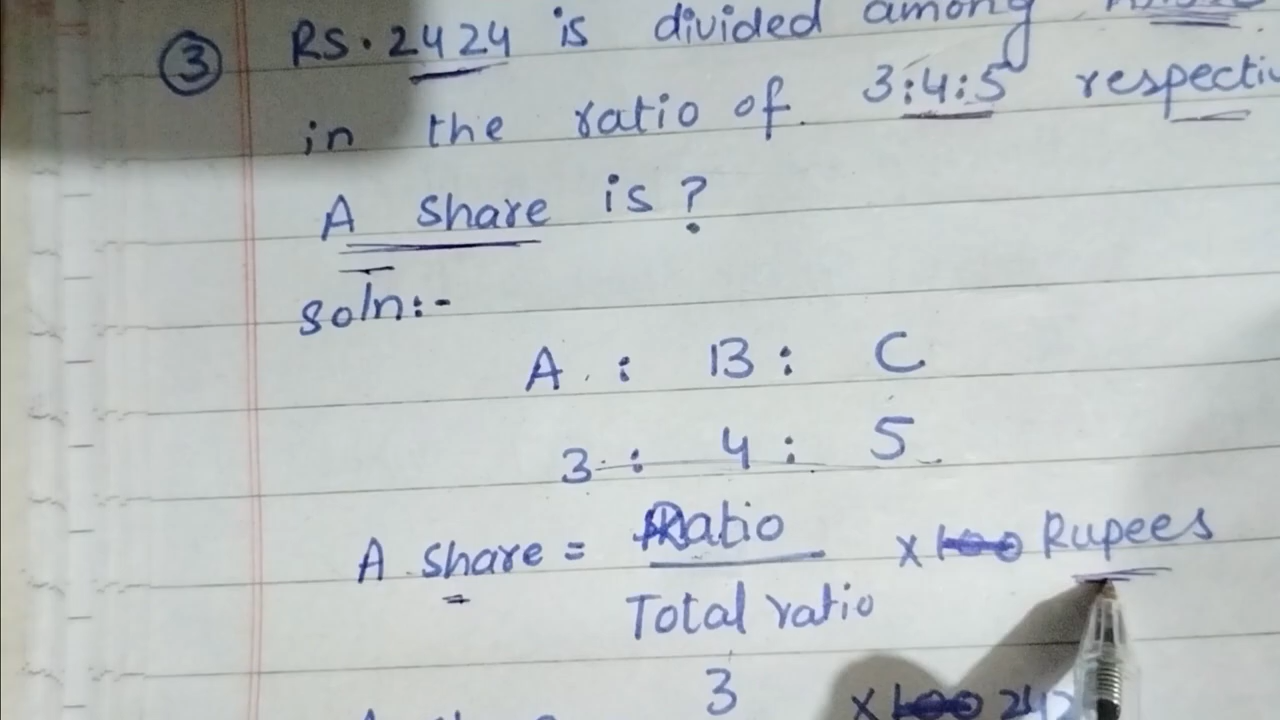 3 RS. 2424 is divided among
in the ratio of. 3:4:5 respecti
A share is?
Soln:-
A : B : C
3 : 4 : 5
A share = Ratio × Rupees
Total ratio
3
× 242